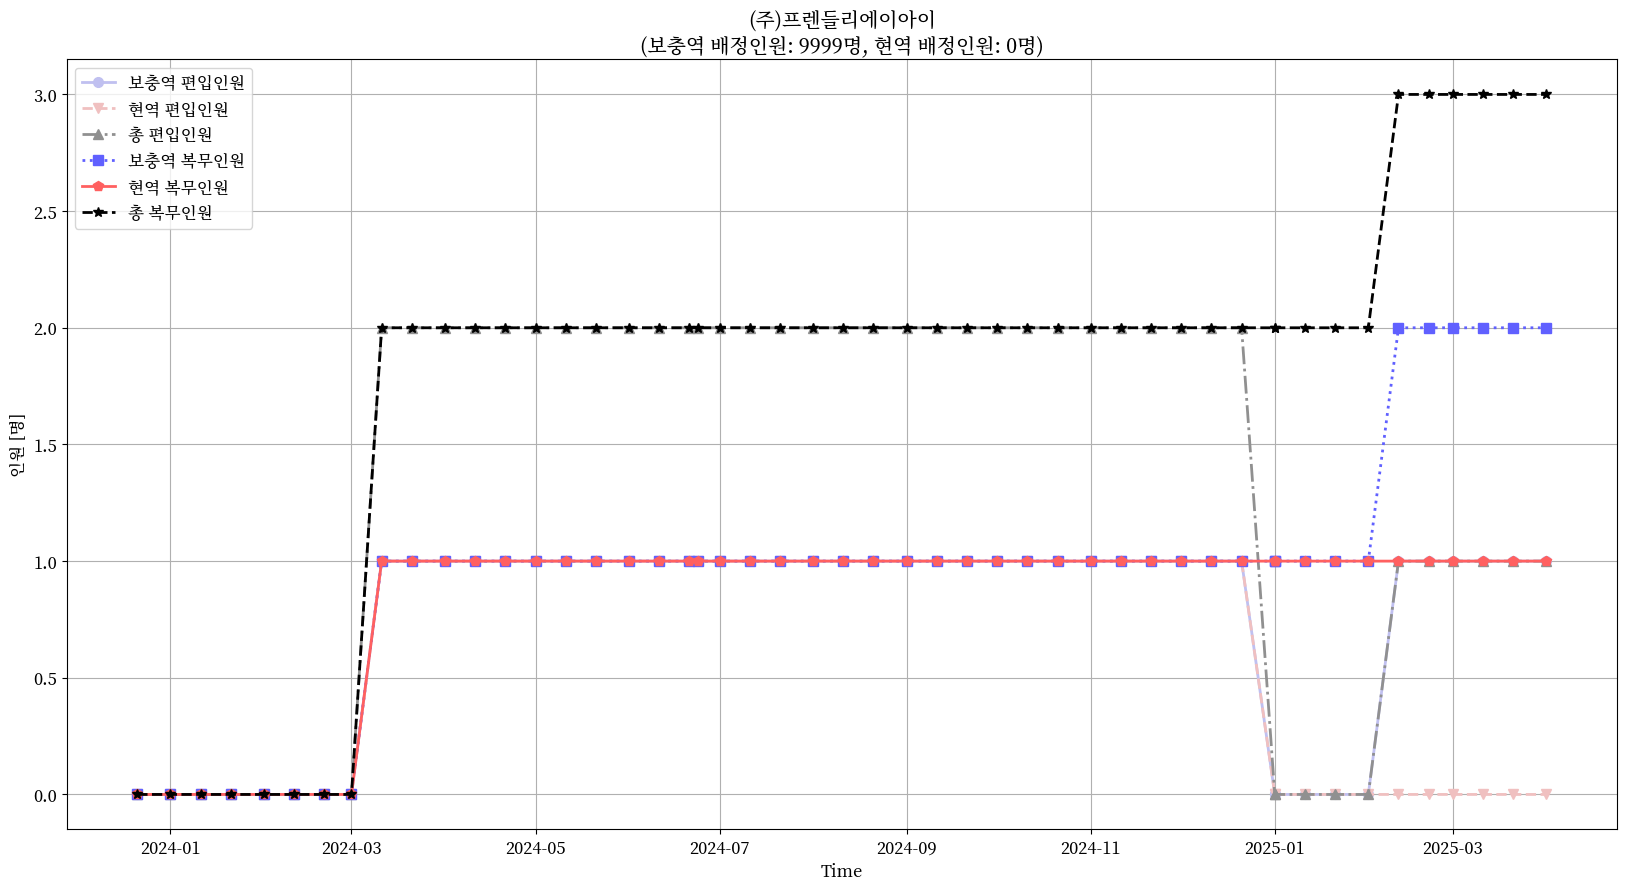 (주)프렌들리에이아이
(보충역 배정인원: 9999명, 현역 배정인원: 0명)
보충역 편입인원
현역 편입인원
총 편입인원
보충역 복무인원
현역 복무인원
총 복무인원
3.0
2.5
2.0
1.5
1.0
0.5
0.0
인원 [명]
2024-01
2024-03
2024-05
2024-07
2024-09
2024-11
2025-01
2025-03
Time